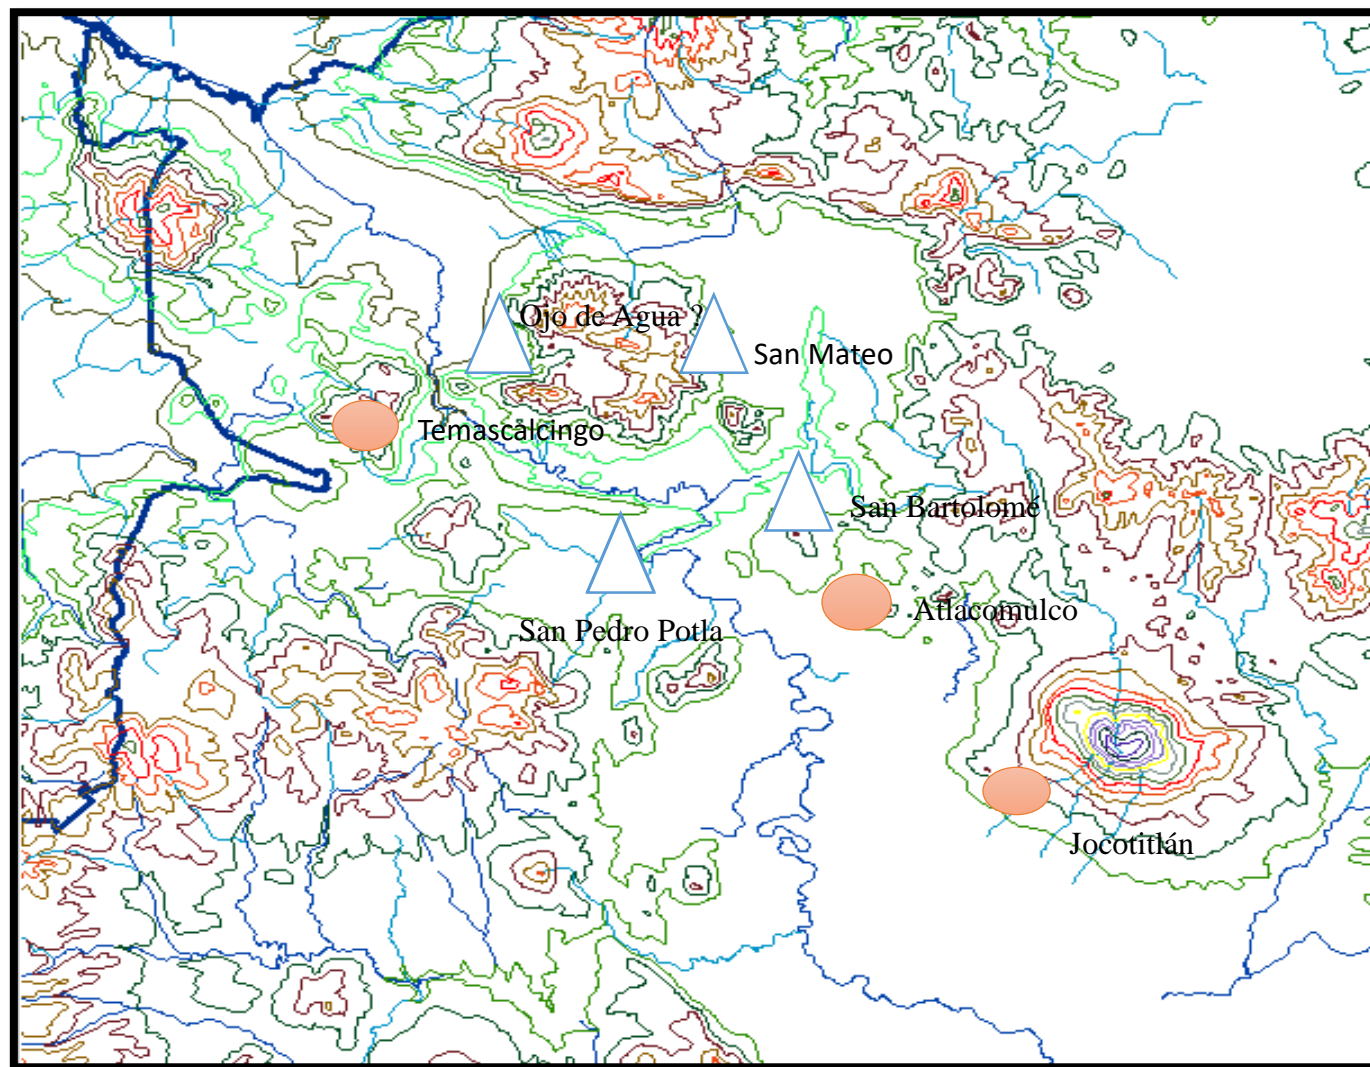 Ojo de Agua ?
San Mateo
Temascalcingo
San Bartolomé
Atlacomulco
San Pedro Potla
Jocotitlán